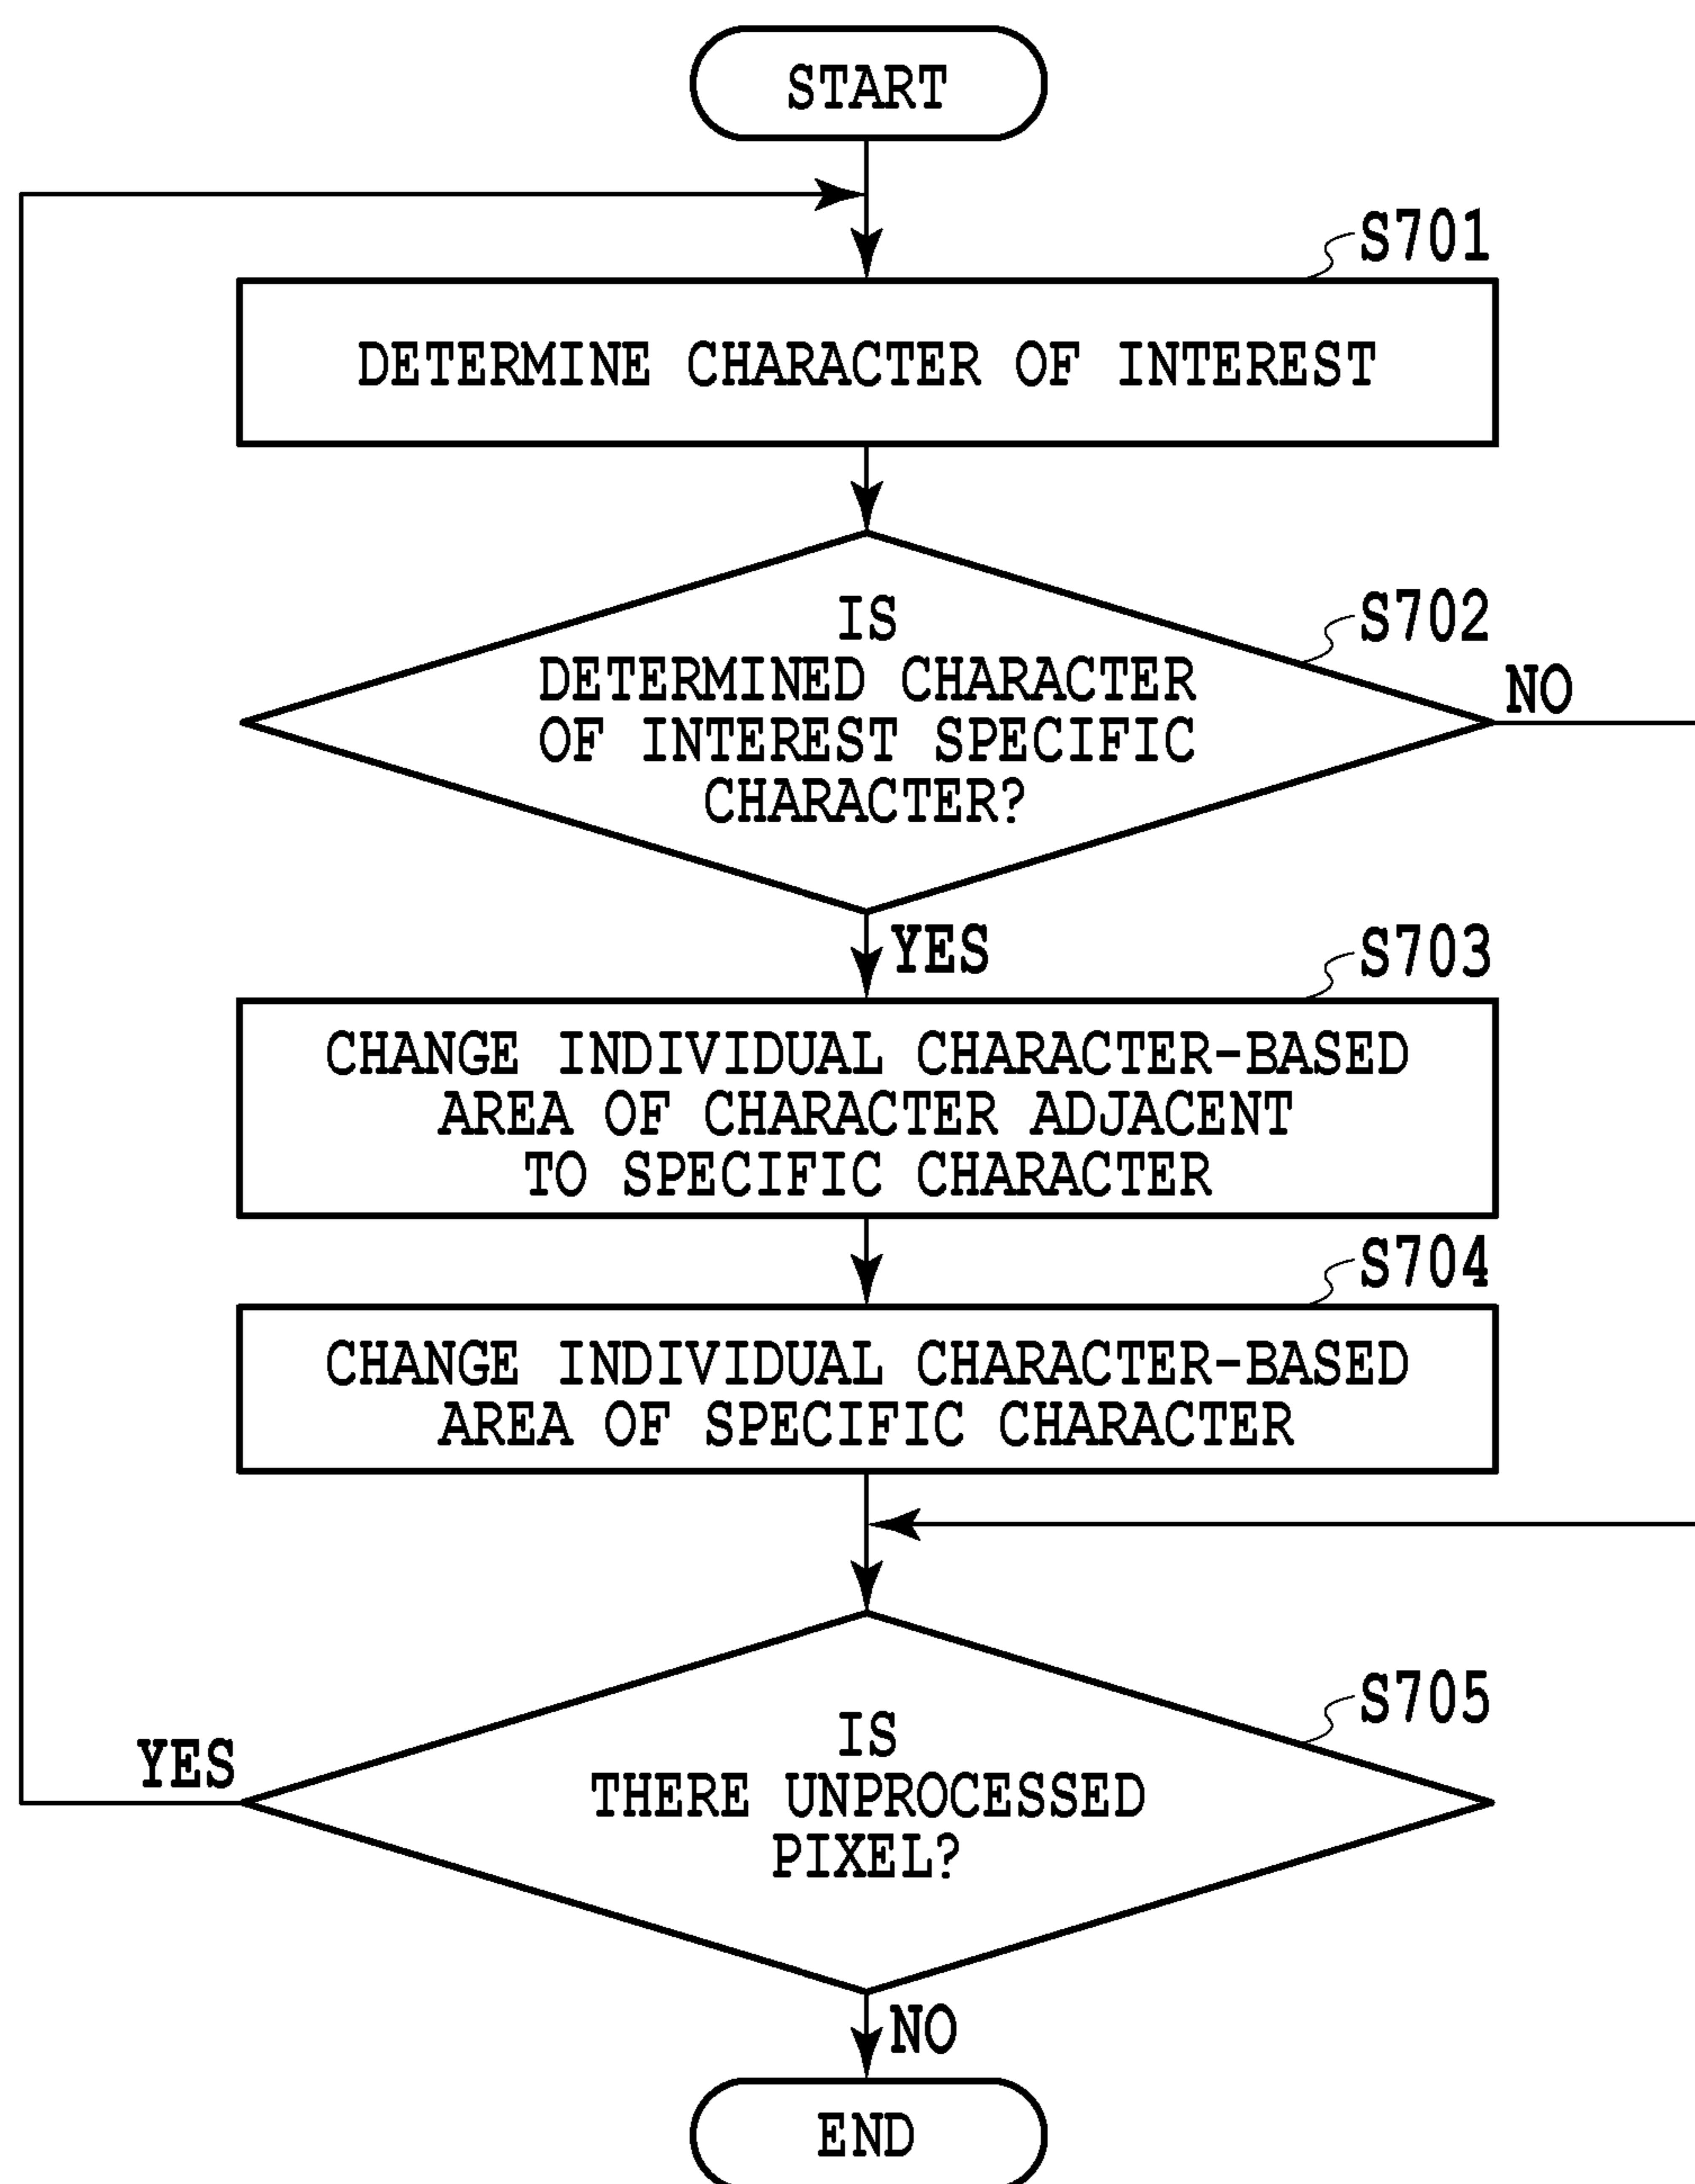 START
S701
DETERMINE CHARACTER OF INTEREST
S702
IS
DETERMINED CHARACTER
OF INTEREST SPECIFIC
CHARACTER?
NO
YES
S703
CHANGE INDIVIDUAL CHARACTER-BASED
AREA OF CHARACTER ADJACENT
TO SPECIFIC CHARACTER
S704
CHANGE INDIVIDUAL CHARACTER-BASED
AREA OF SPECIFIC CHARACTER
S705
IS
THERE UNPROCESSED
PIXEL?
YES
NO
END